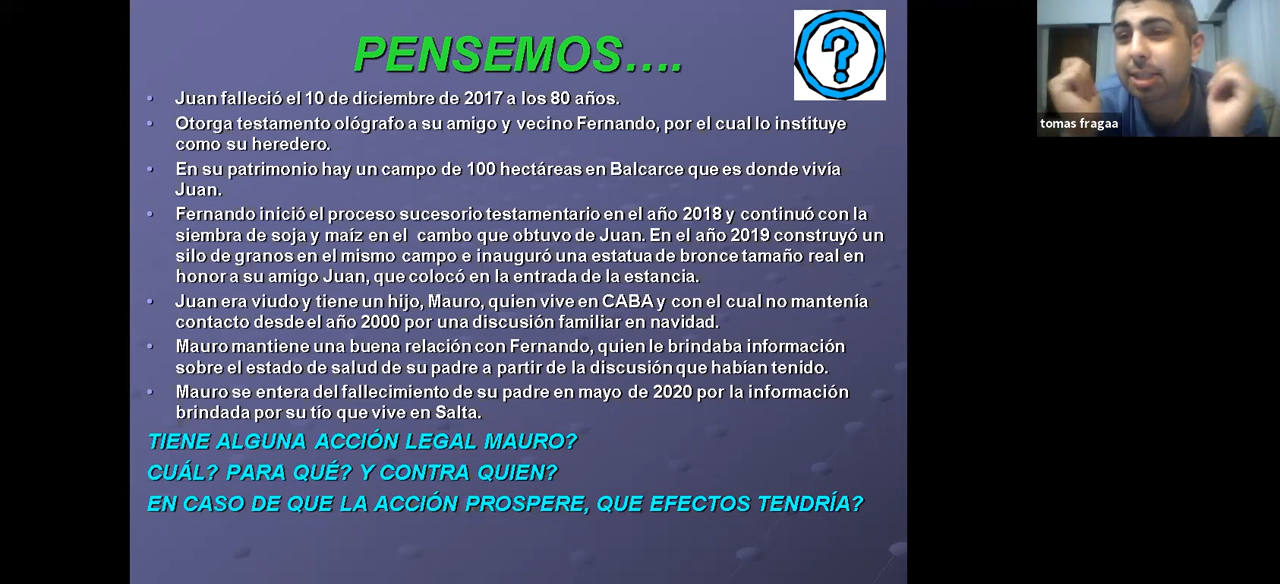 PENSEMOS….
?
• Juan falleció el 10 de diciembre de 2017 a los 80 años.
• Otorga testamento ológrafo a su amigo y vecino Fernando, por el cual lo instituye
como su heredero.
• En su patrimonio hay un campo de 100 hectáreas en Balcarce que es donde vivía
Juan.
• Fernando inició el proceso sucesorio testamentario en el año 2018 y continuó con la
siembra de soja y maíz en el cambo que obtuvo de Juan. En el año 2019 construyó un
silo de granos en el mismo campo e inauguró una estatua de bronce tamaño real en
honor a su amigo Juan, que colocó en la entrada de la estancia.
• Juan era viudo y tiene un hijo, Mauro, quien vive en CABA y con el cual no mantenía
contacto desde el año 2000 por una discusión familiar en navidad.
• Mauro mantiene una buena relación con Fernando, quien le brindaba información
sobre el estado de salud de su padre a partir de la discusión que habían tenido.
• Mauro se entera del fallecimiento de su padre en mayo de 2020 por la información
brindada por su tío que vive en Salta.
TIENE ALGUNA ACCIÓN LEGAL MAURO?
CUÁL? PARA QUÉ? Y CONTRA QUIEN?
EN CASO DE QUE LA ACCIÓN PROSPERE, QUE EFECTOS TENDRÍA?
tomas fragaa